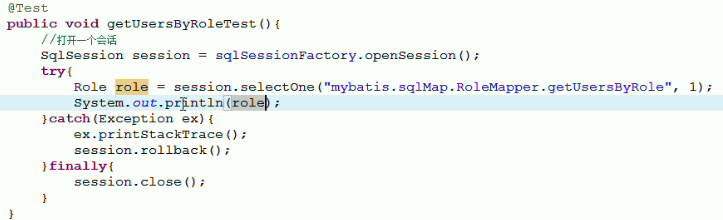 @Test
public void getUsersByRoleTest(){
//打开一个会话
SqlSession session = sqlSessionFactory.openSession();
try{
Role role = session.selectOne("mybatis.sqlMap.RoleMapper.getUsersByRole", 1);
System.out.println(role);
}catch(Exception ex){
ex.printStackTrace();
session.rollback();
}finally{
session.close();
}
}